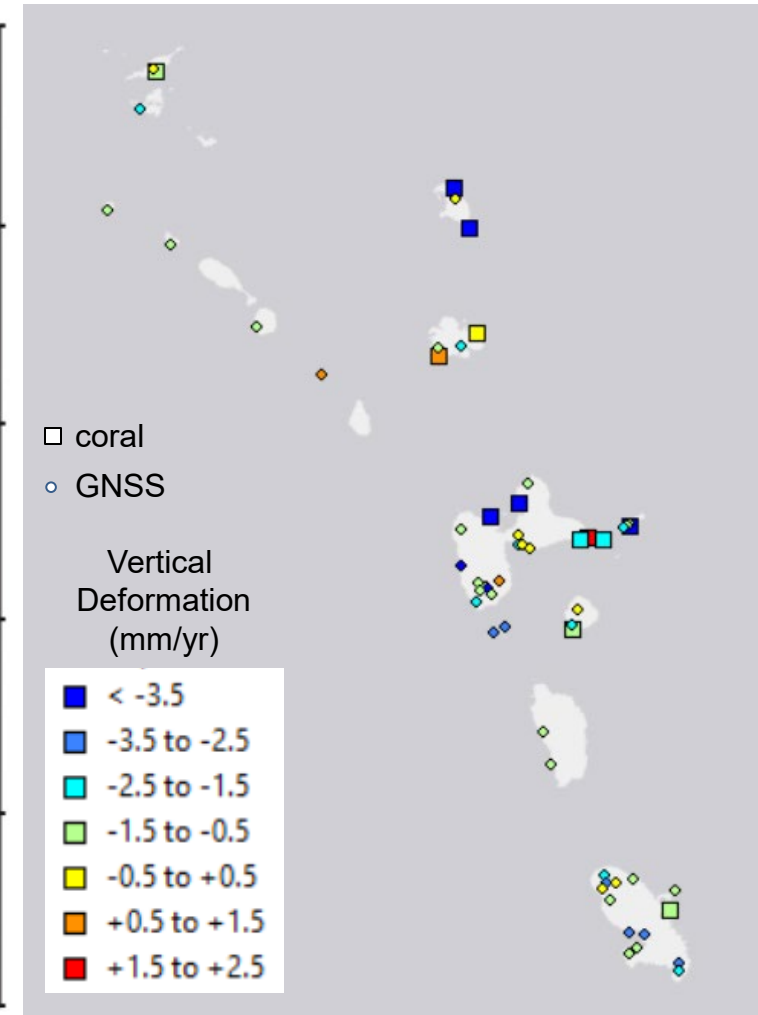 coral
GNSS
Vertical
Deformation
(mm/yr)
< -3.5
-3.5 to -2.5
-2.5 to -1.5
-1.5 to -0.5
-0.5 to +0.5
+0.5 to +1.5
+1.5 to +2.5